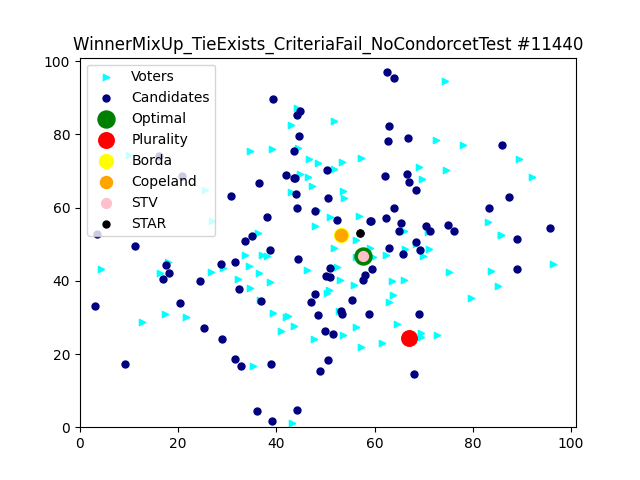 WinnerMixUp_TieExists_CriteriaFail_NoCondorcetTest #11440
100
80
60
40
20
0
Voters
Candidates
Optimal
Plurality
Borda
Copeland
STV
STAR
0 20 40 60 80 100